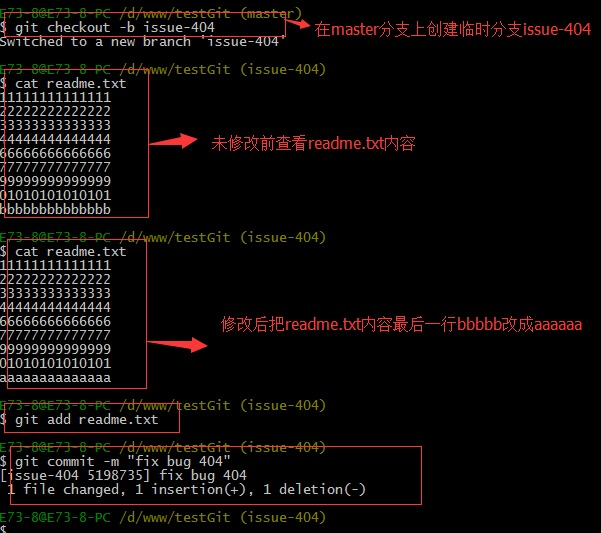 E73-8@E73-8-PC /d/www/testGit (master)
$ git checkout -b issue-404
在master分支上创建临时分支issue-404
Switched to a new branch 'issue-404'
E73-8@E73-8-PC /d/www/testGit (issue-404)
$ cat readme.txt
11111111111111
22222222222222
33333333333333
44444444444444
未修改前查看readme.txt内容
66666666666666
77777777777777
99999999999999
01010101010101
bbbbbbbbbbbbbb
E73-8@E73-8-PC /d/www/testGit (issue-404)
$ cat readme.txt
11111111111111
22222222222222
33333333333333
44444444444444
66666666666666
修改后把readme.txt内容最后一行bbbbb改成aaaaaa
77777777777777
99999999999999
01010101010101
aaaaaaaaaaaaaa
E73-8@E73-8-PC /d/www/testGit (issue-404)
$ git add readme.txt
E73-8@E73-8-PC /d/www/testGit (issue-404)
$ git commit -m "fix bug 404"
[issue-404 5198735] fix bug 404
1 file changed, 1 insertion(+), 1 deletion(-)
E73-8@E73-8-PC /d/www/testGit (issue-404)
$